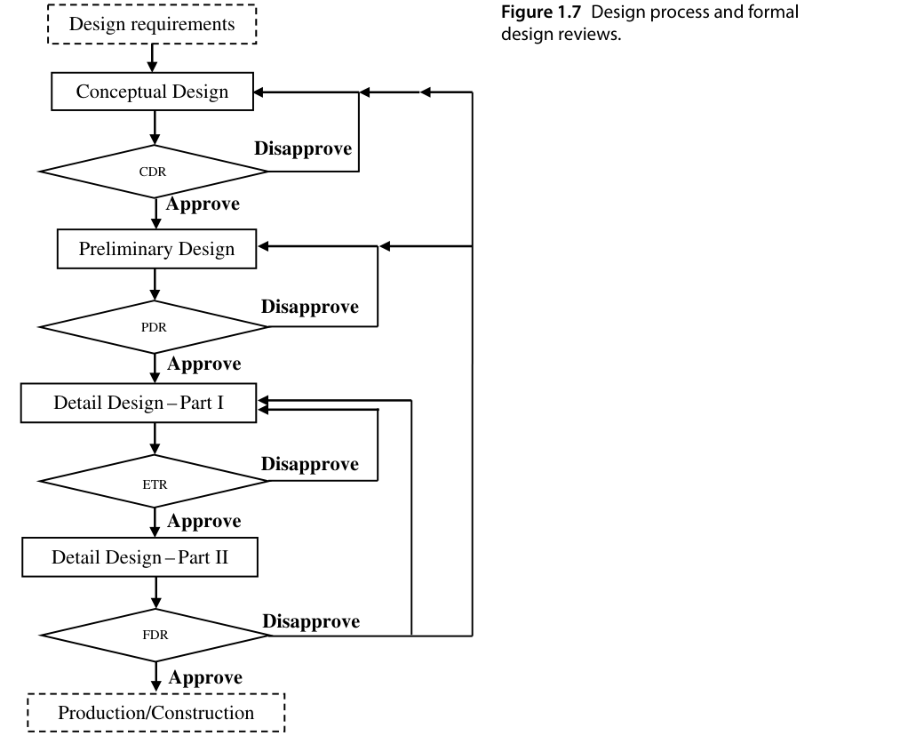 Design requirements
Figure 1.7 Design process and formal
design reviews.
Conceptual Design
Disapprove
CDR
Approve
Preliminary Design
Disapprove
PDR
Approve
Detail Design – Part I
Disapprove
ETR
Approve
Detail Design – Part II
Disapprove
FDR
Approve
Production/Construction